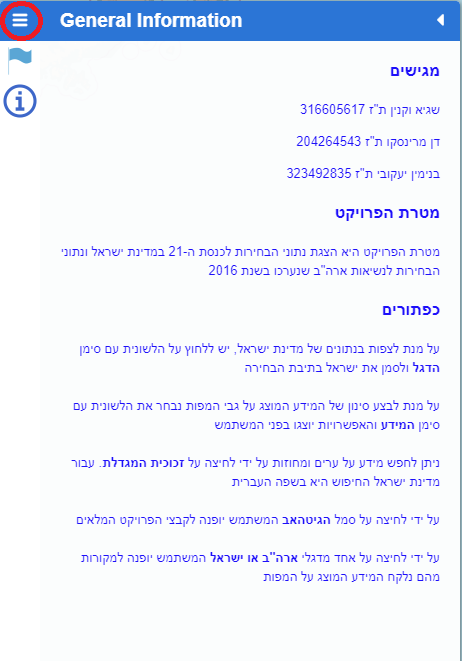 General Information
מגישים
שגיא וקנין ת"ז 316605617
דן מרינסקו ת"ז 204264543
בנימין יעקובי ת"ז 323492835
מטרת הפרויקט
מטרת הפרויקט היא הצגת נתוני הבחירות לכנסת ה-21 במדינת ישראל ונתוני
הבחירות לנשיאות ארה"ב שנערכו בשנת 2016
כפתורים
על מנת לצפות בנתונים של מדינת ישראל, יש ללחוץ על הלשונית עם סימן
הדגל ולסמן את ישראל בתיבת הבחירה
על מנת לבצע סינון של המידע המוצג על גבי המפות נבחר את הלשונית עם
סימן המידע והאפשרויות יוצגו בפני המשתמש
ניתן לחפש מידע על ערים ומחוזות על ידי לחיצה על זכוכית המגדלת. עבור
מדינת ישראל החיפוש היא בשפה העברית
על ידי לחיצה על סמל הגיטהאב המשתמש יופנה לקבצי הפרויקט המלאים
על ידי לחיצה על אחד מדגלי ארה"ב או ישראל המשתמש יופנה למקורות
מהם נלקח המידע המוצג על המפות